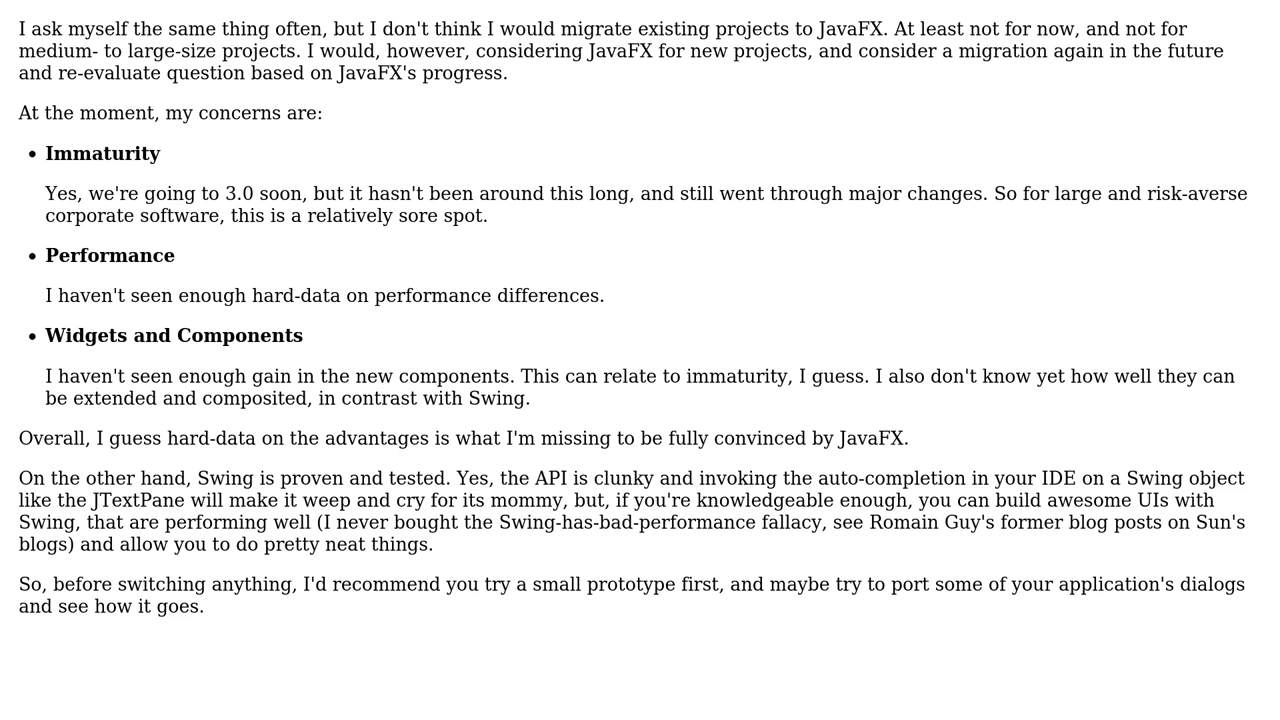 I ask myself the same thing often, but I don't think I would migrate existing projects to JavaFX. At least not for now, and not for
medium- to large-size projects. I would, however, considering JavaFX for new projects, and consider a migration again in the future
and re-evaluate question based on JavaFX's progress.
At the moment, my concerns are:
• Immaturity
Yes, we're going to 3.0 soon, but it hasn't been around this long, and still went through major changes. So for large and risk-averse
corporate software, this is a relatively sore spot.
• Performance
I haven't seen enough hard-data on performance differences.
• Widgets and Components
I haven't seen enough gain in the new components. This can relate to immaturity, I guess. I also don't know yet how well they can
be extended and composited, in contrast with Swing.
Overall, I guess hard-data on the advantages is what I'm missing to be fully convinced by JavaFX.
On the other hand, Swing is proven and tested. Yes, the API is clunky and invoking the auto-completion in your IDE on a Swing object
like the JTextPane will make it weep and cry for its mommy, but, if you're knowledgeable enough, you can build awesome UIs with
Swing, that are performing well (I never bought the Swing-has-bad-performance fallacy, see Romain Guy's former blog posts on Sun's
blogs) and allow you to do pretty neat things.
So, before switching anything, I'd recommend you try a small prototype first, and maybe try to port some of your application's dialogs
and see how it goes.